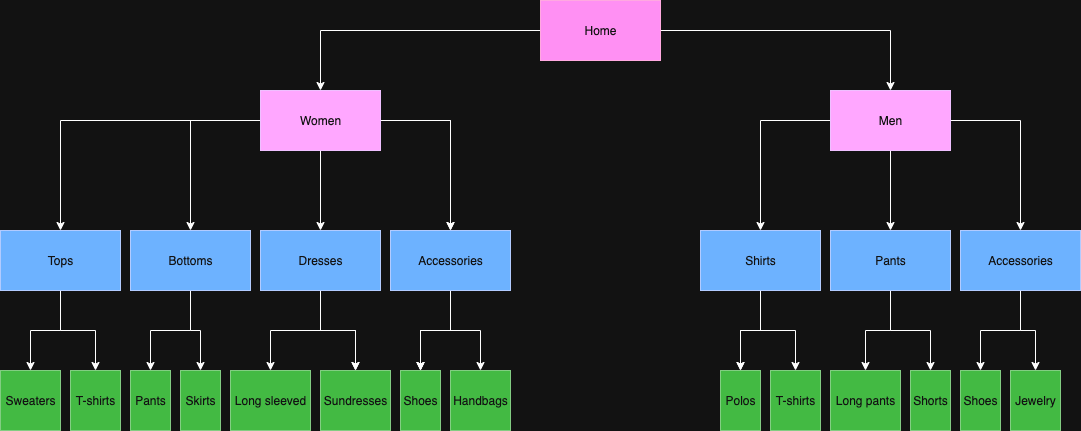 Home
Women
Men
Tops
Bottoms
Dresses
Accessories
Shirts
Pants
Accessories
Sweaters
T-shirts
Pants
Skirts
Long sleeved
Sundresses
Shoes
Handbags
Polos
T-shirts
Long pants
Shorts
Shoes
Jewelry